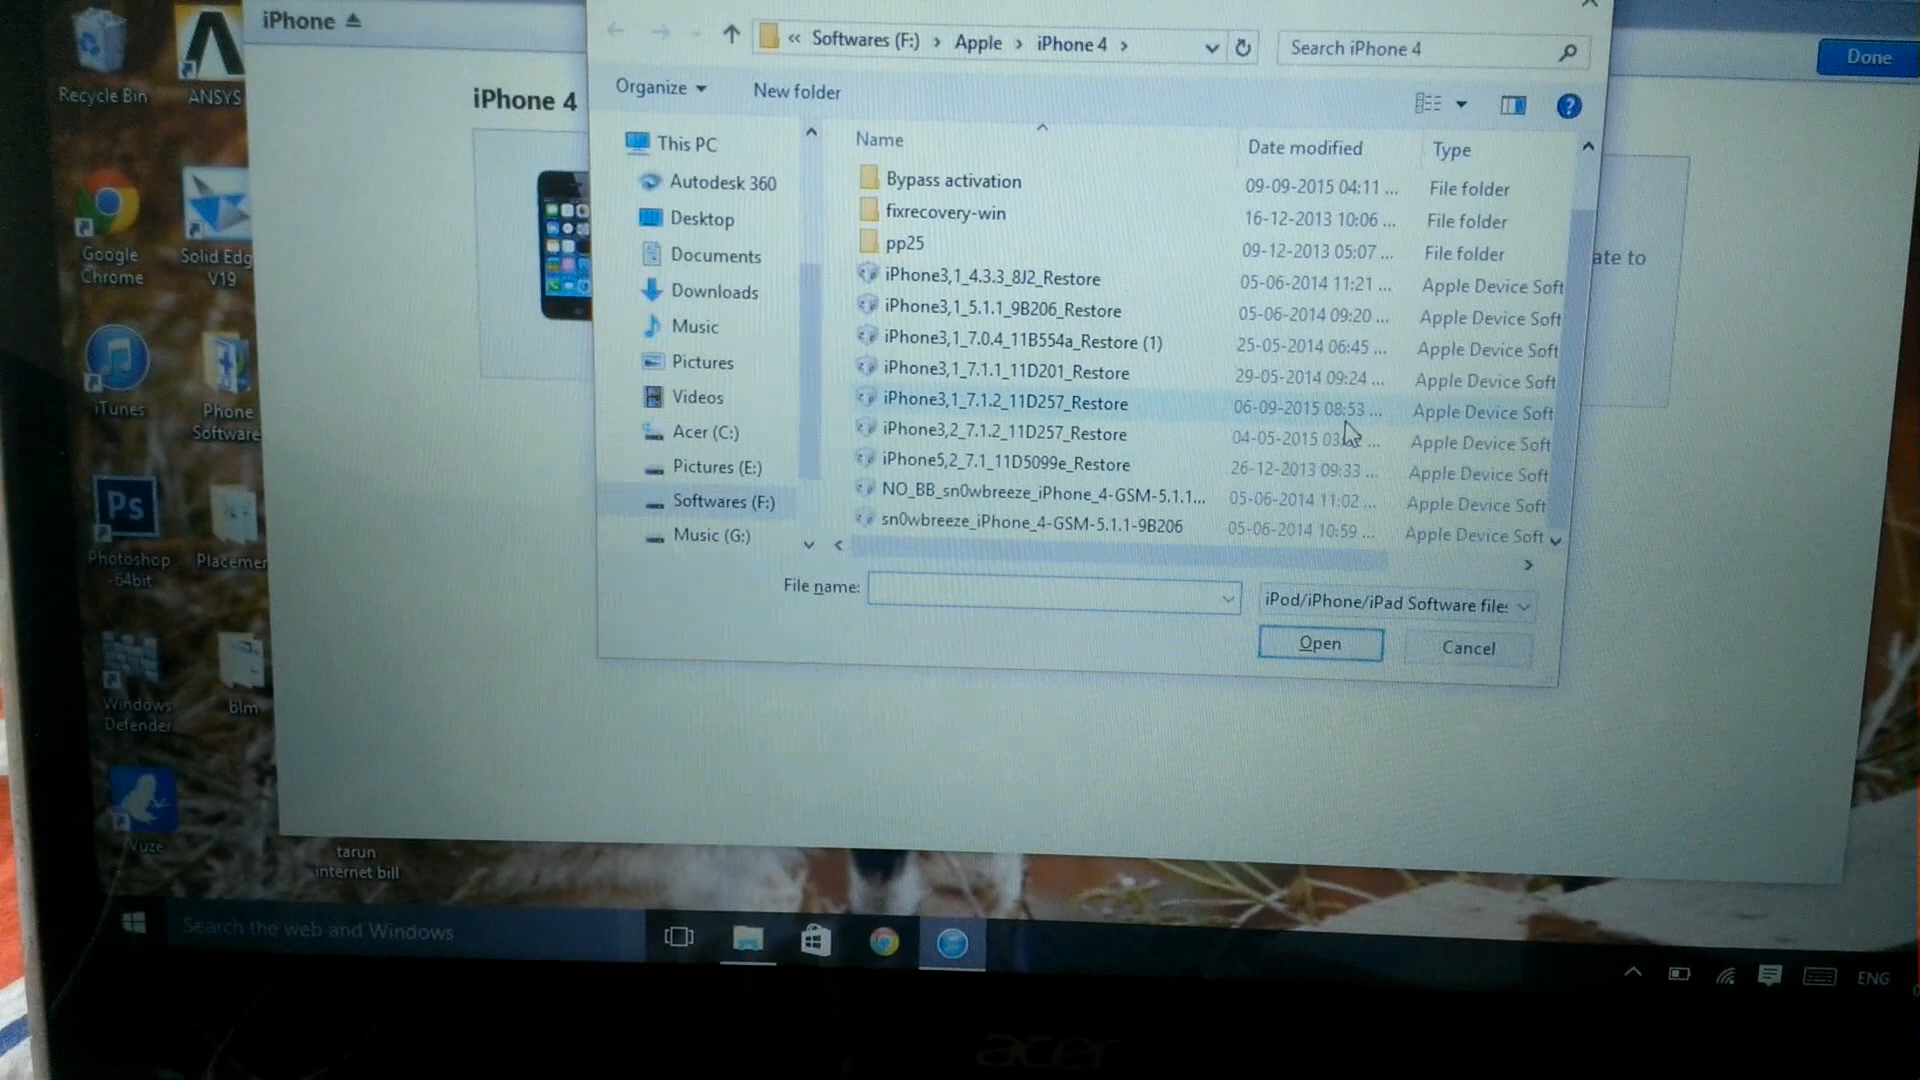 iPhone
Softwares (F:) › Apple › iPhone 4 ›
Search iPhone 4
Done
Organize
New folder
iPhone 4
Recycle Bin
ANSYS
Google
Chrome
Solid Edg
V19
iTunes
Phone
Software
Ps
Photoshop
-64bit
Placemen
Windows
Defender
blm
Vuze
tarun
internet bill
This PC
Autodesk 360
Desktop
Documents
Downloads
Music
Pictures
Videos
Acer (C:)
Pictures (E:)
Softwares (F:)
Music (G:)
Name Date modified Type
Bypass activation 09-09-2015 04:11 ... File folder
fixrecovery-win 16-12-2013 10:06 ... File folder
pp25 09-12-2013 05:07 ... File folder
iPhone3,1_4.3.3_8J2_Restore 05-06-2014 11:21 ... Apple Device Soft
iPhone3,1_5.1.1_9B206_Restore 05-06-2014 09:20 ... Apple Device Soft
iPhone3,1_7.0.4_11B554a_Restore (1) 25-05-2014 06:45 ... Apple Device Soft
iPhone3,1_7.1.1_11D201_Restore 29-05-2014 09:24 ... Apple Device Soft
iPhone3,1_7.1.2_11D257_Restore 06-09-2015 08:53 ... Apple Device Soft
iPhone3,2_7.1.2_11D257_Restore 04-05-2015 ... Apple Device Soft
iPhone5,2_7.1_11D5099e_Restore 26-12-2013 09:33 ... Apple Device Soft
NO_BB_sn0wbreeze_iPhone_4-GSM-5.1.1... 05-06-2014 11:02 ... Apple Device Soft
sn0wbreeze_iPhone_4-GSM-5.1.1-9B206 05-06-2014 10:59 ... Apple Device Soft
ate to
File name:
iPod/iPhone/iPad Software file:
Open
Cancel
Search the web and Windows
ENG
acer